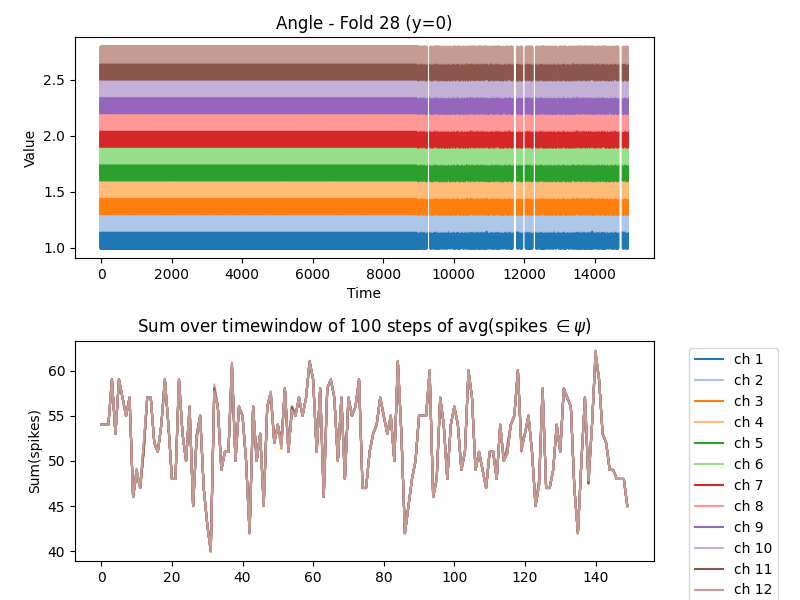 Angle - Fold 28 (y=0)
Value
2.5
2.0
1.5
1.0
0 2000 4000 6000 8000 10000 12000 14000
Time
Sum over timewindow of 100 steps of avg(spikes ∈ ψ)
Sum(spikes)
60
55
50
45
40
0 20 40 60 80 100 120 140
ch 1
ch 2
ch 3
ch 4
ch 5
ch 6
ch 7
ch 8
ch 9
ch 10
ch 11
ch 12